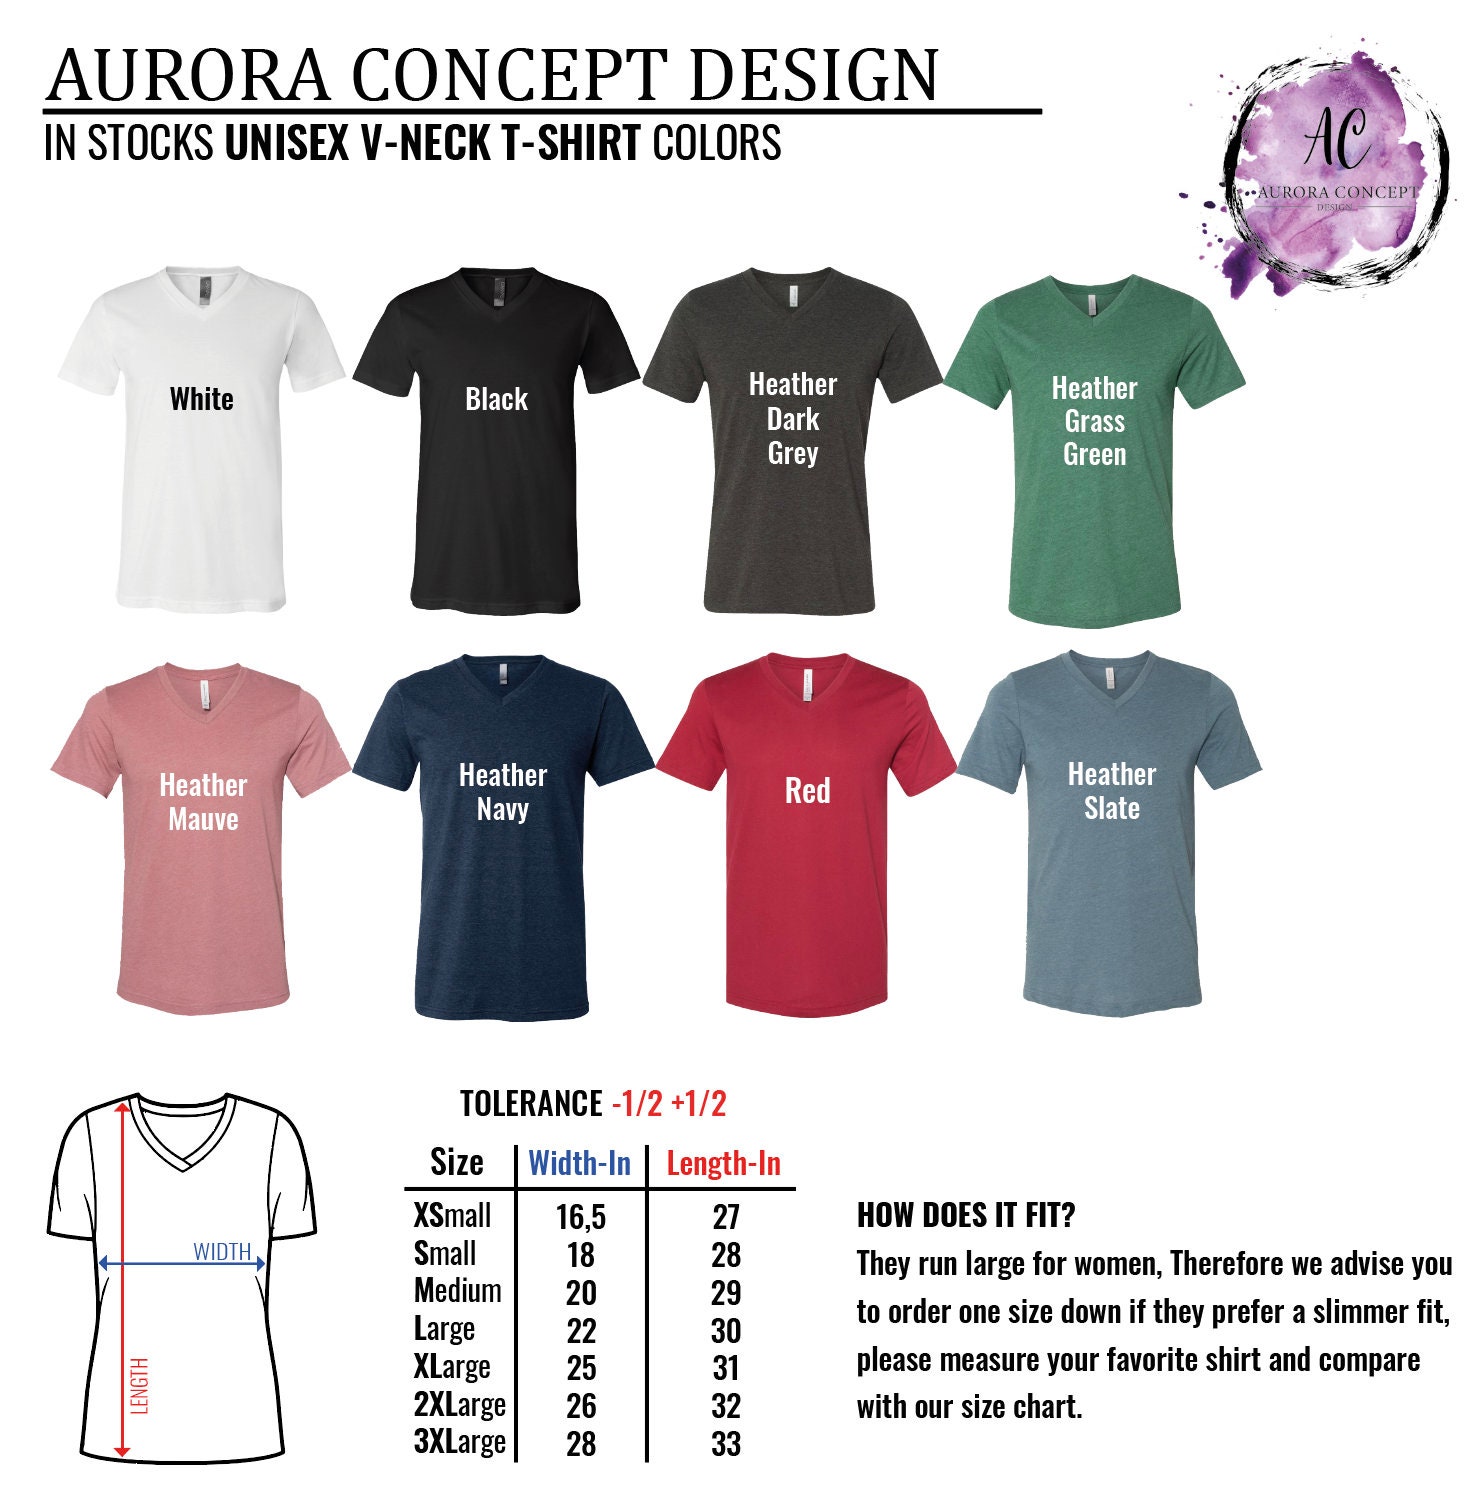 AURORA CONCEPT DESIGN
IN STOCKS UNISEX V-NECK T-SHIRT COLORS
AC
AURORA CONCEPT
DESIGN
White
Black
Heather
Dark
Grey
Heather
Grass
Green
Heather
Mauve
Heather
Navy
Red
Heather
Slate
WIDTH
LENGTH
TOLERANCE -1/2 +1/2
Size Width-In Length-In
XSmall 16,5 27
Small 18 28
Medium 20 29
Large 22 30
XLarge 25 31
2XLarge 26 32
3XLarge 28 33
HOW DOES IT FIT?
They run large for women, Therefore we advise you
to order one size down if they prefer a slimmer fit,
please measure your favorite shirt and compare
with our size chart.